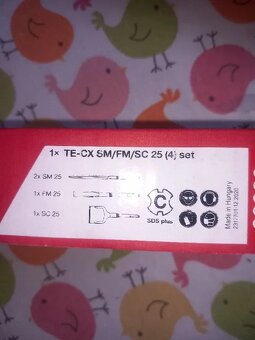 1× TE-CX SM/FM/SC 25 (4) set
2x SM 25
1x FM 25
1x SC 25
C
SDS plus
Made in Hungary